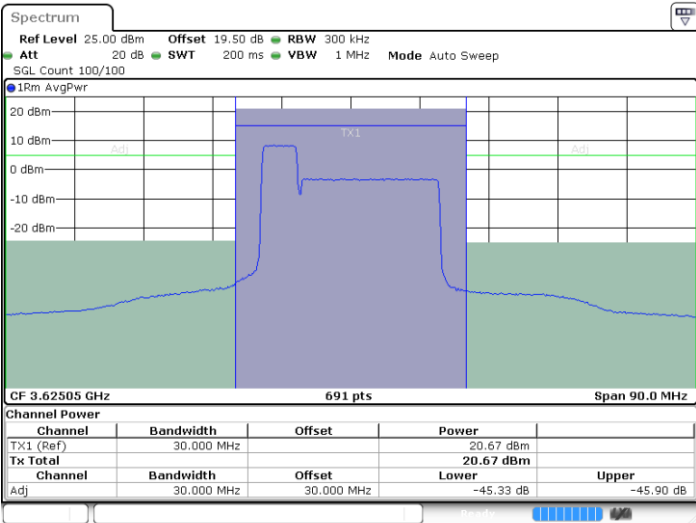 Spectrum
Ref Level 25.00 dBm Offset 19.50 dB RBW 300 kHz
Att 20 dB SWT 200 ms VBW 1 MHz Mode Auto Sweep
SGL Count 100/100
1Rm AvgPwr
20 dBm
TX1
10 dBm
Adj Adj
0 dBm
-10 dBm
-20 dBm
CF 3.62505 GHz 691 pts Span 90.0 MHz
Channel Power
Channel Bandwidth Offset Power
TX1 (Ref) 30.000 MHz 20.67 dBm
Tx Total 20.67 dBm
Channel Bandwidth Offset Lower Upper
Adj 30.000 MHz 30.000 MHz -45.33 dB -45.90 dB
Ready